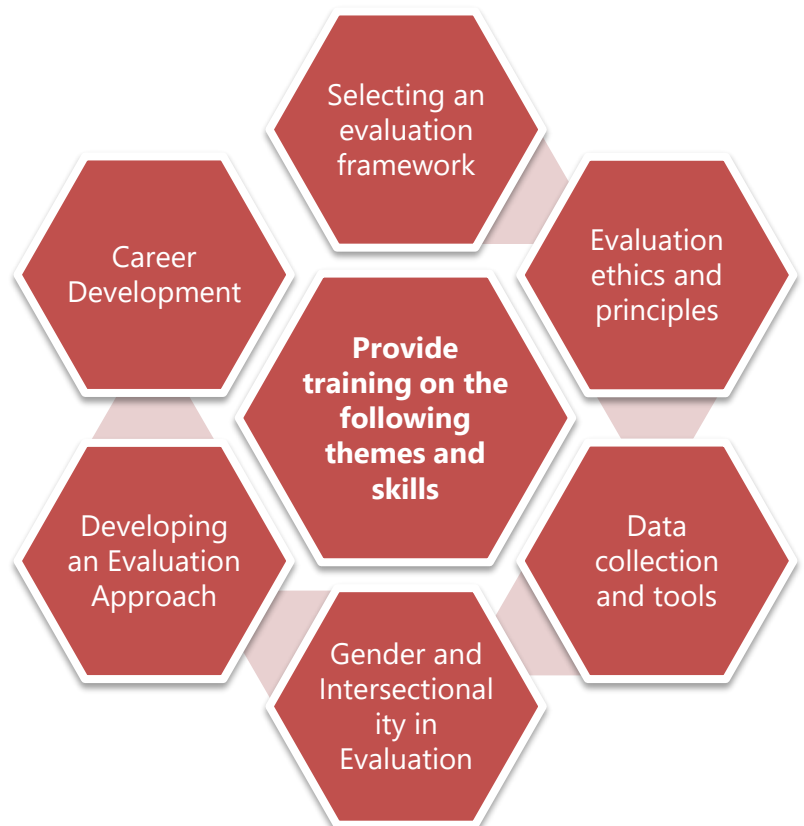 Selecting an
evaluation
framework
Evaluation
ethics and
principles
Data
collection
and tools
Gender and
Intersectional
ity in
Evaluation
Developing
an Evaluation
Approach
Career
Development
Provide
training on the
following
themes and
skills